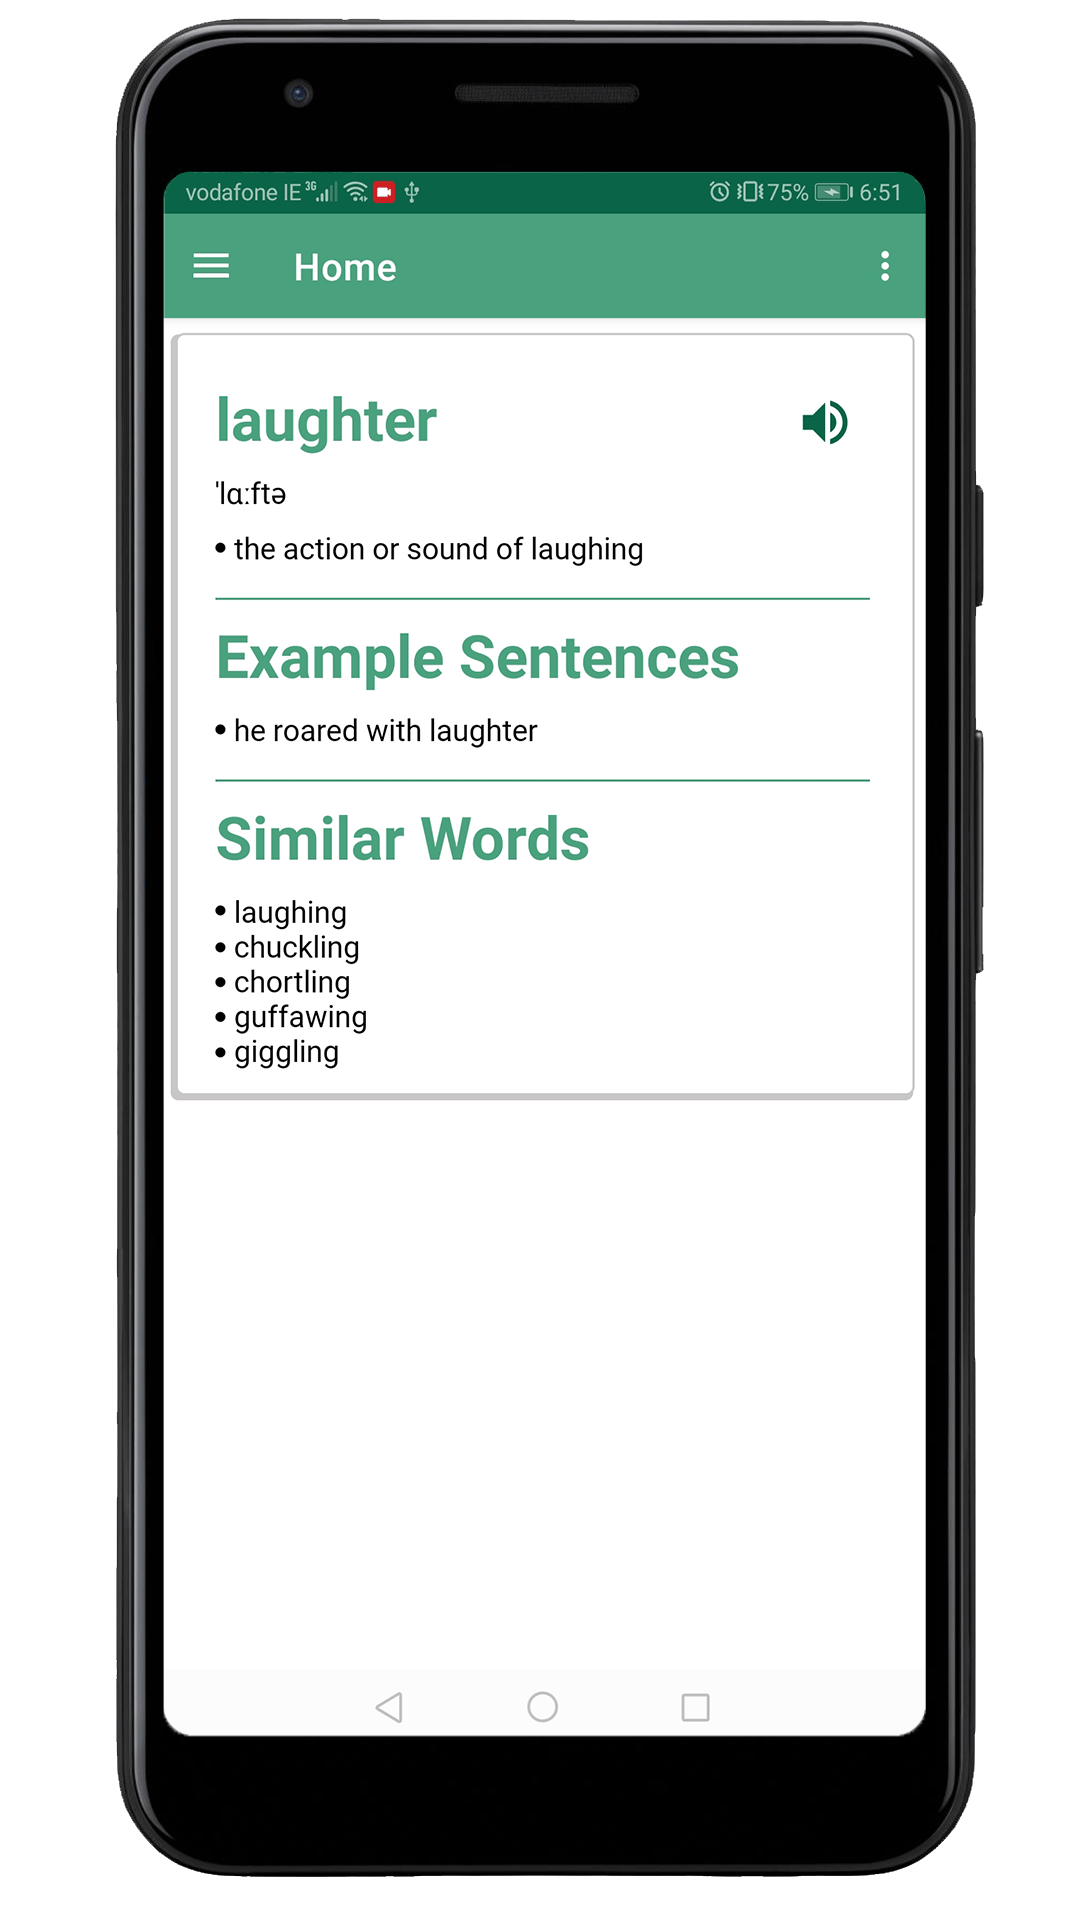 vodafone IE 3G 75% 6:51
Home
laughter
ˈlɑːftə
• the action or sound of laughing
Example Sentences
• he roared with laughter
Similar Words
• laughing
• chuckling
• chortling
• guffawing
• giggling